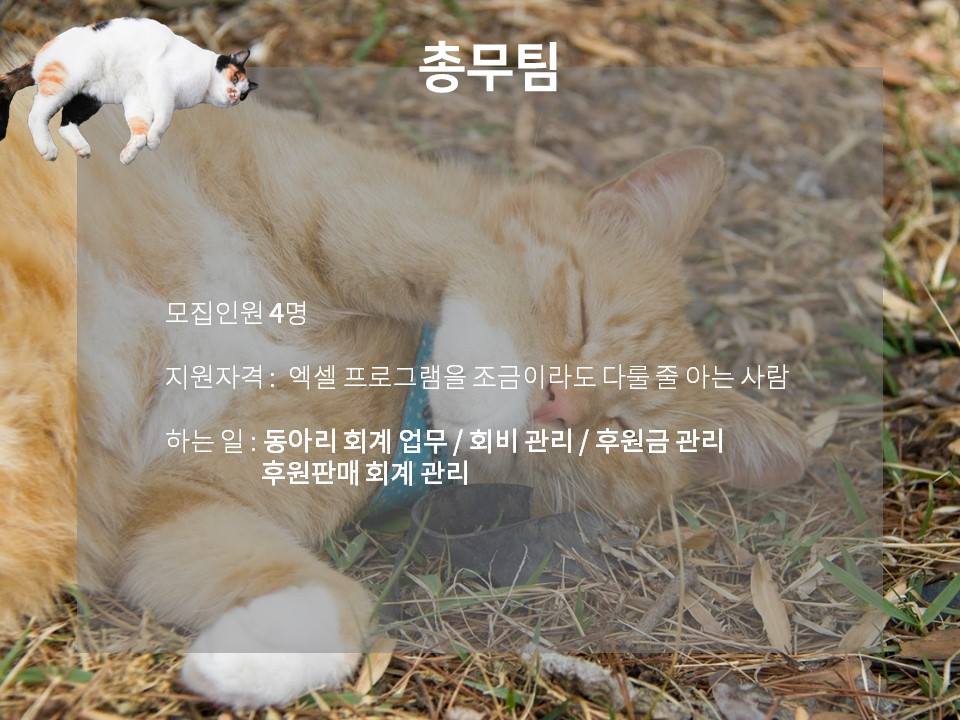 총무팀
모집인원 4명
지원자격 : 엑셀 프로그램을 조금이라도 다룰 줄 아는 사람
하는 일 : 동아리 회계 업무 / 회비 관리 / 후원금 관리
후원판매 회계 관리